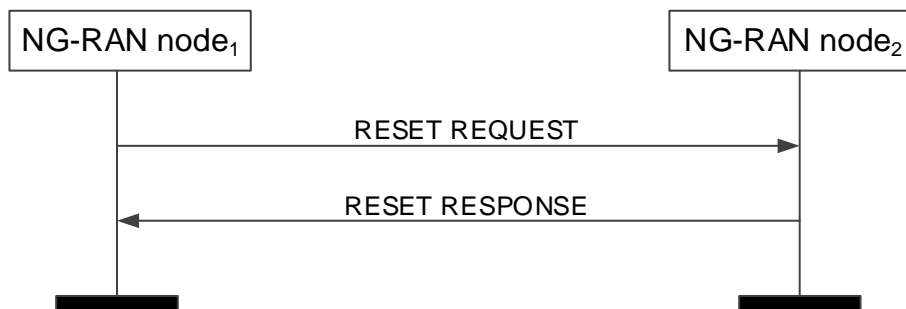 NG-RAN node₁
NG-RAN node₂
RESET REQUEST
RESET RESPONSE